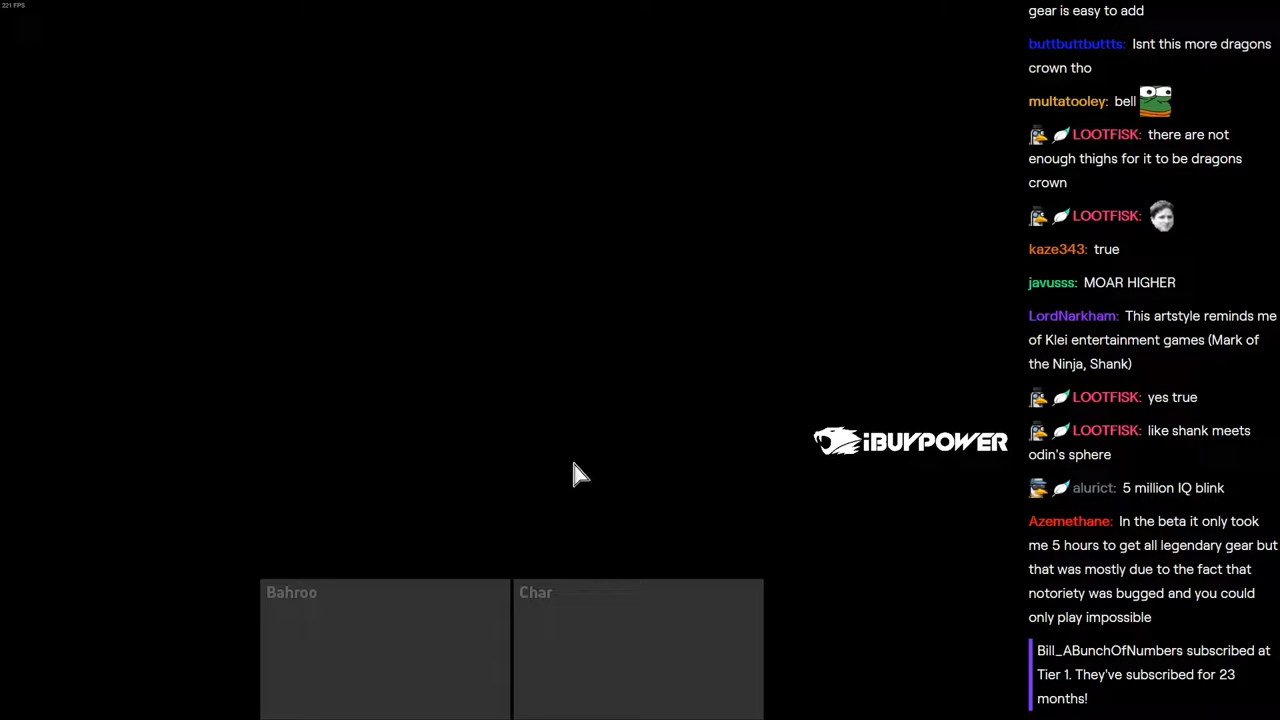 221 FPS
gear is easy to add
buttbuttbuttts: Isnt this more dragons
crown tho
multatooley: bell
LOOTFISK: there are not
enough thighs for it to be dragons
crown
LOOTFISK:
kaze343: true
javusss: MOAR HIGHER
LordNarkham: This artstyle reminds me
of Klei entertainment games (Mark of
the Ninja, Shank)
LOOTFISK: yes true
LOOTFISK: like shank meets
odin's sphere
alurict: 5 million IQ blink
Azemethane: In the beta it only took
me 5 hours to get all legendary gear but
that was mostly due to the fact that
notoriety was bugged and you could
only play impossible
Bill_ABunchOfNumbers subscribed at
Tier 1. They've subscribed for 23
months!
iBUYPOWER
Bahroo
Char